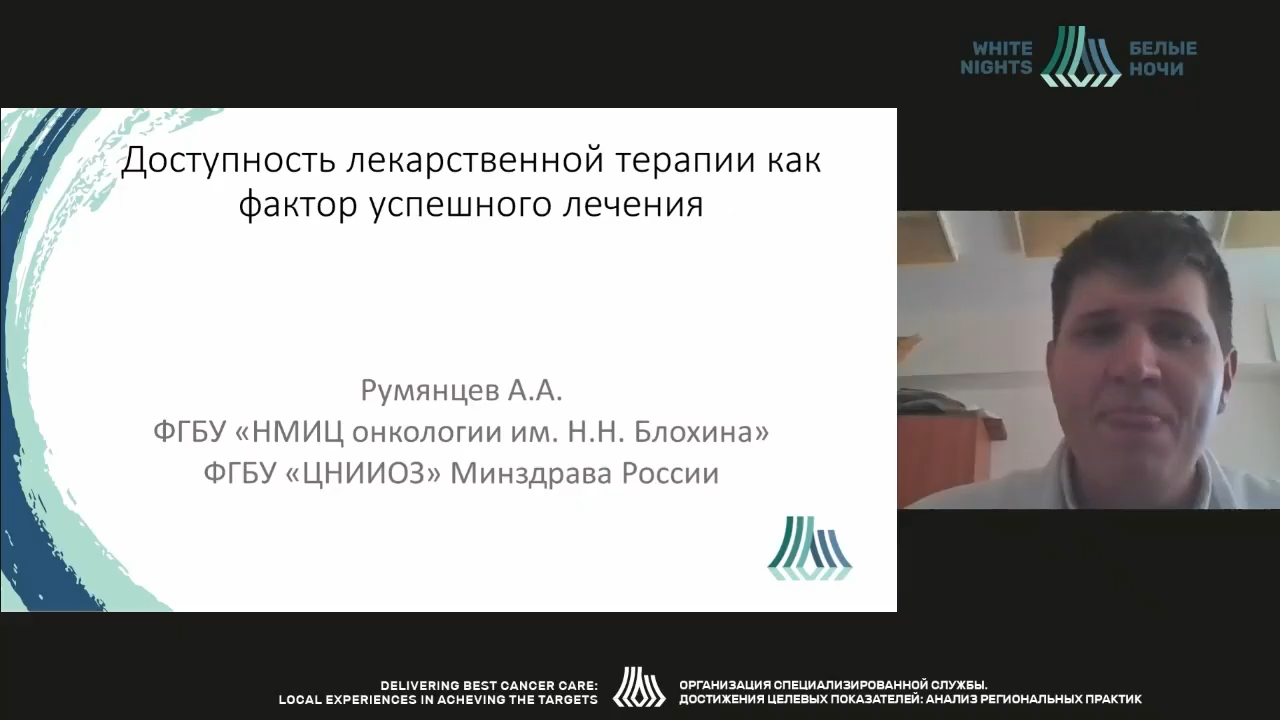 WHITE
NIGHTS
БЕЛЫЕ
НОЧИ
Доступность лекарственной терапии как
фактор успешного лечения
Румянцев А.А.
ФГБУ «НМИЦ онкологии им. Н.Н. Блохина»
ФГБУ «ЦНИИОЗ» Минздрава России
DELIVERING BEST CANCER CARE:
LOCAL EXPERIENCES IN ACHEVING THE TARGETS
ОРГАНИЗАЦИЯ СПЕЦИАЛИЗИРОВАННОЙ СЛУЖБЫ.
ДОСТИЖЕНИЯ ЦЕЛЕВЫХ ПОКАЗАТЕЛЕЙ: АНАЛИЗ РЕГИОНАЛЬНЫХ ПРАКТИК